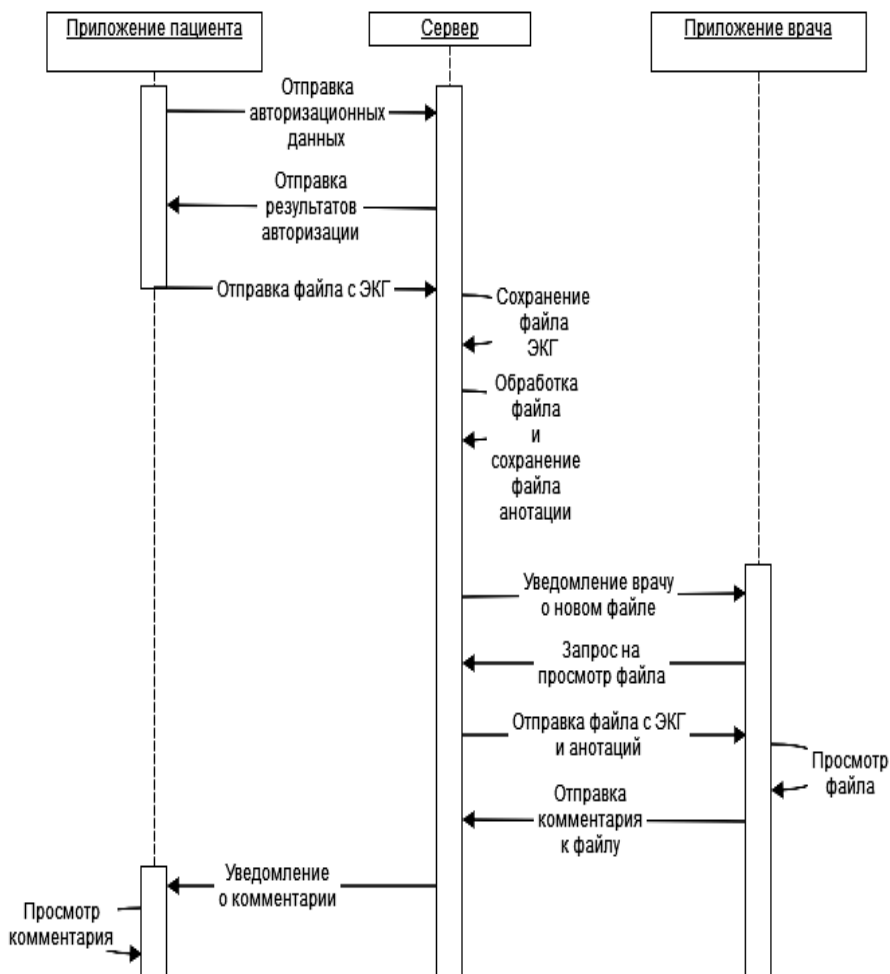 Приложение пациента
Сервер
Приложение врача
Отправка
авторизационных
данных
Отправка
результатов
авторизации
Отправка файла с ЭКГ
Сохранение
файла
ЭКГ
Обработка
файла
и
сохранение
файла
анотации
Уведомление врачу
о новом файле
Запрос на
просмотр файла
Отправка файла с ЭКГ
и анотаций
Просмотр
файла
Отправка
комментария
к файлу
Уведомление
о комментарии
Просмотр
комментария